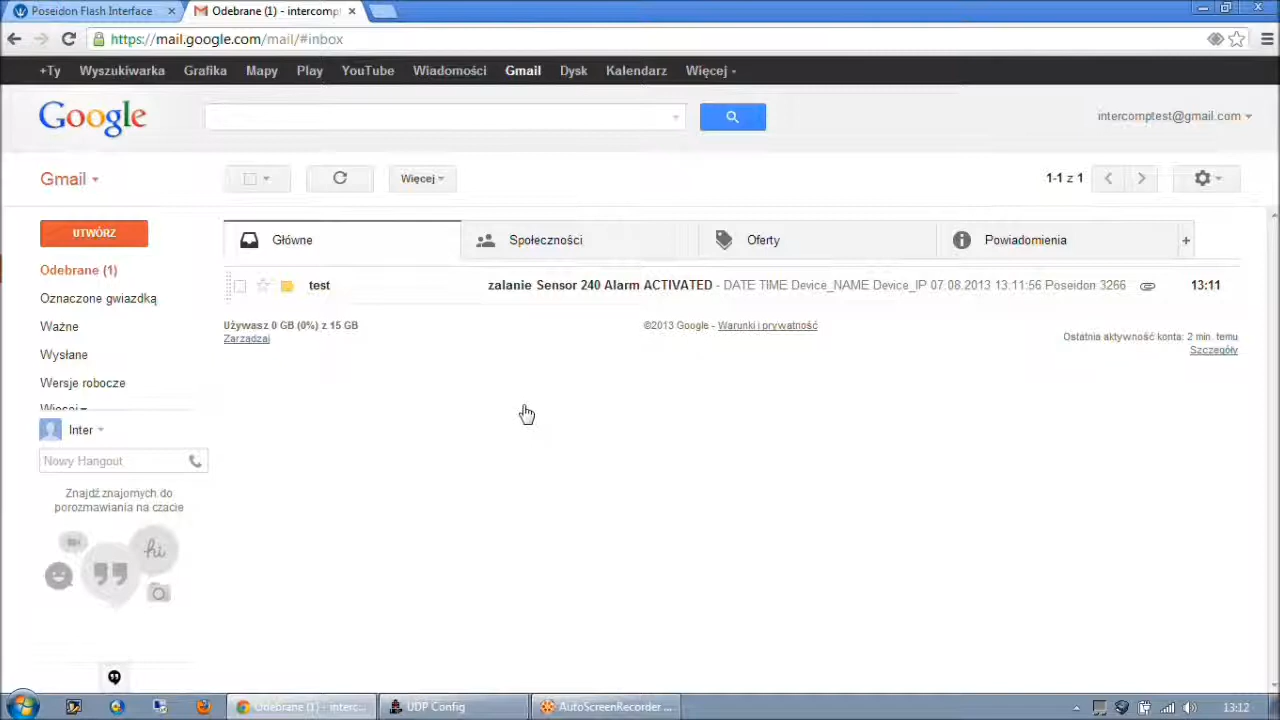 Poseidon Flash Interface
Odebrane (1) - intercompt
https://mail.google.com/mail/#inbox
+Ty Wyszukiwarka Grafika Mapy Play YouTube Wiadomości Gmail Dysk Kalendarz Więcej
Google
intercomptest@gmail.com
Gmail
Więcej
1-1 z 1
UTWÓRZ
Główne
Społeczności
Oferty
Powiadomienia
+
Odebrane (1)
test zalanie Sensor 240 Alarm ACTIVATED - DATE TIME Device_NAME Device_IP 07.08.2013 13:11:56 Poseidon 3266 13:11
Oznaczone gwiazdką
Ważne
Wysłane
Wersje robocze
Więcej
Używasz 0 GB (0%) z 15 GB
Zarządzaj
©2013 Google - Warunki i prywatność
Ostatnia aktywność konta: 2 min. temu
Szczegóły
Inter
Nowy Hangout
Znajdź znajomych do
porozmawiania na czacie
hi
Odebrane (1) - interc...
UDP Config
AutoScreenRecorder ...
13:12